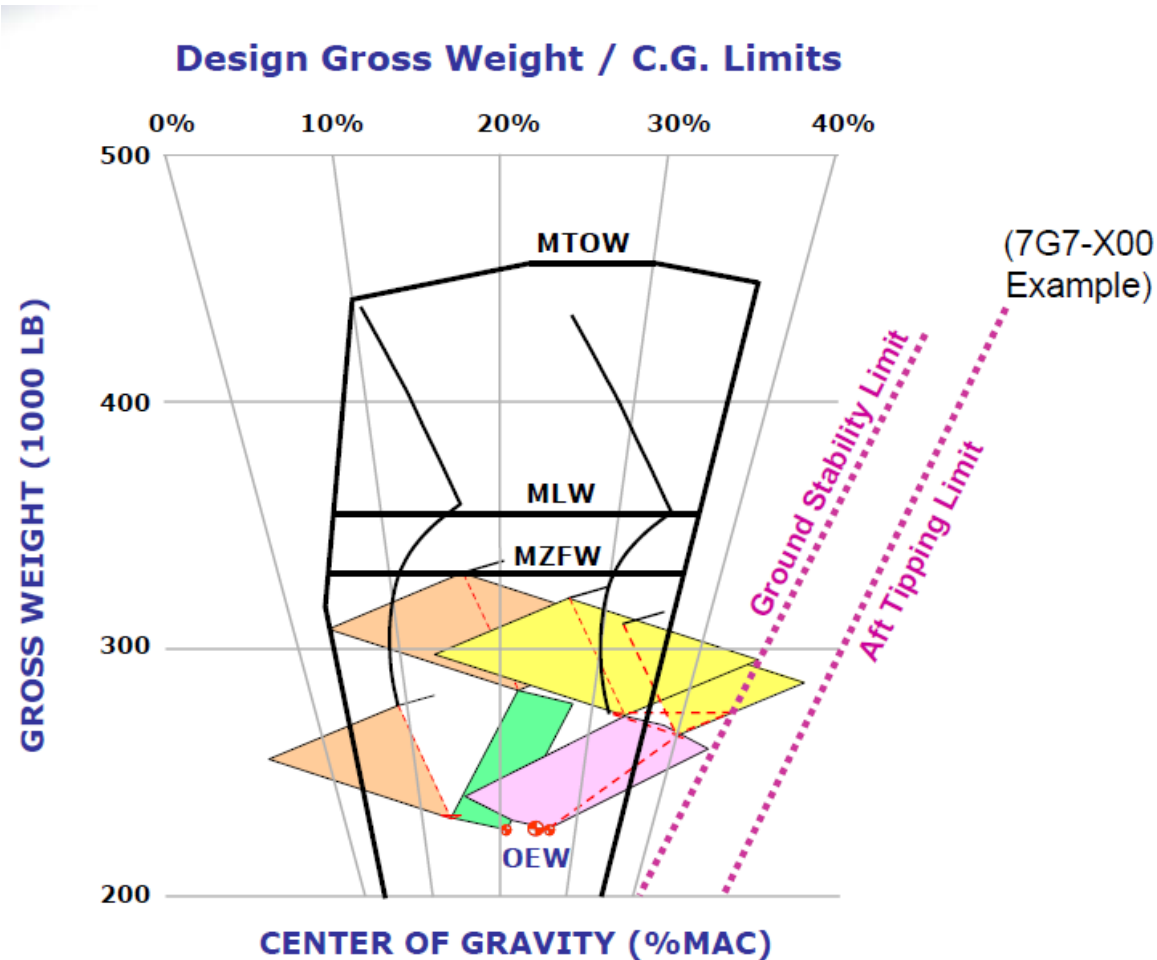 Design Gross Weight / C.G. Limits
0% 10% 20% 30% 40%
500
MTOW
(7G7-X00
Example)
400
GROSS WEIGHT (1000 LB)
MLW
MZFW
Ground Stability Limit
Aft Tipping Limit
300
OEW
200
CENTER OF GRAVITY (%MAC)